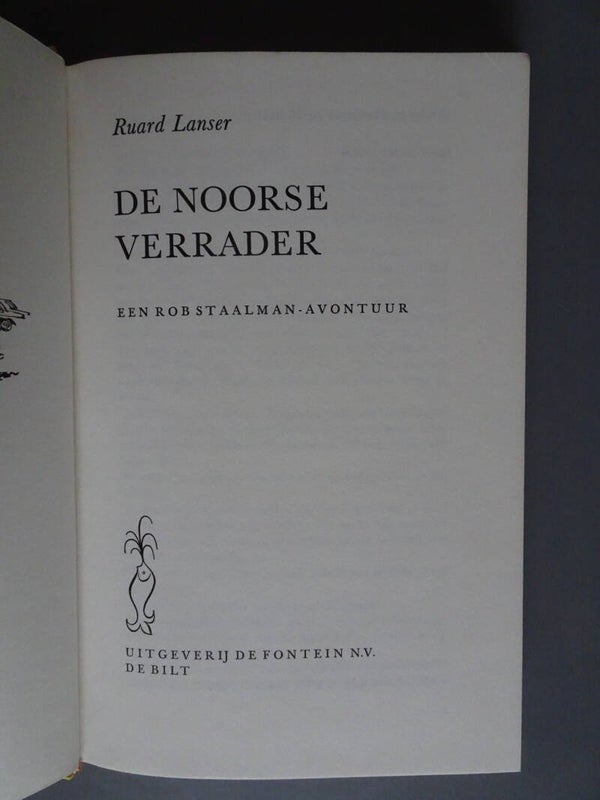 Ruard Lanser
DE NOORSE
VERRADER
EEN ROB STAALMAN-AVONTUUR
UITGEVERIJ DE FONTEIN N.V.
DE BILT